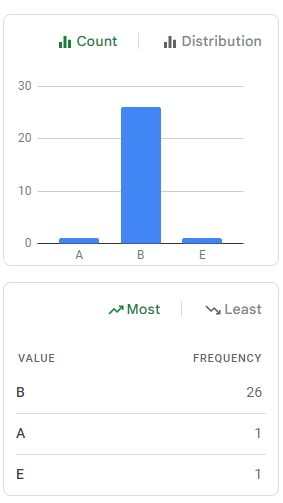 Count Distribution
30
20
10
0
A B E
Most Least
VALUE FREQUENCY
B 26
A 1
E 1